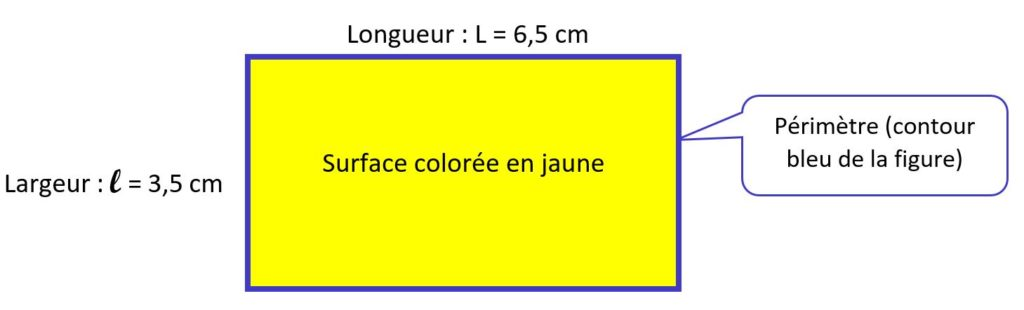 Longueur : L = 6,5 cm
Largeur : ℓ = 3,5 cm
Surface colorée en jaune
Périmètre (contour
bleu de la figure)